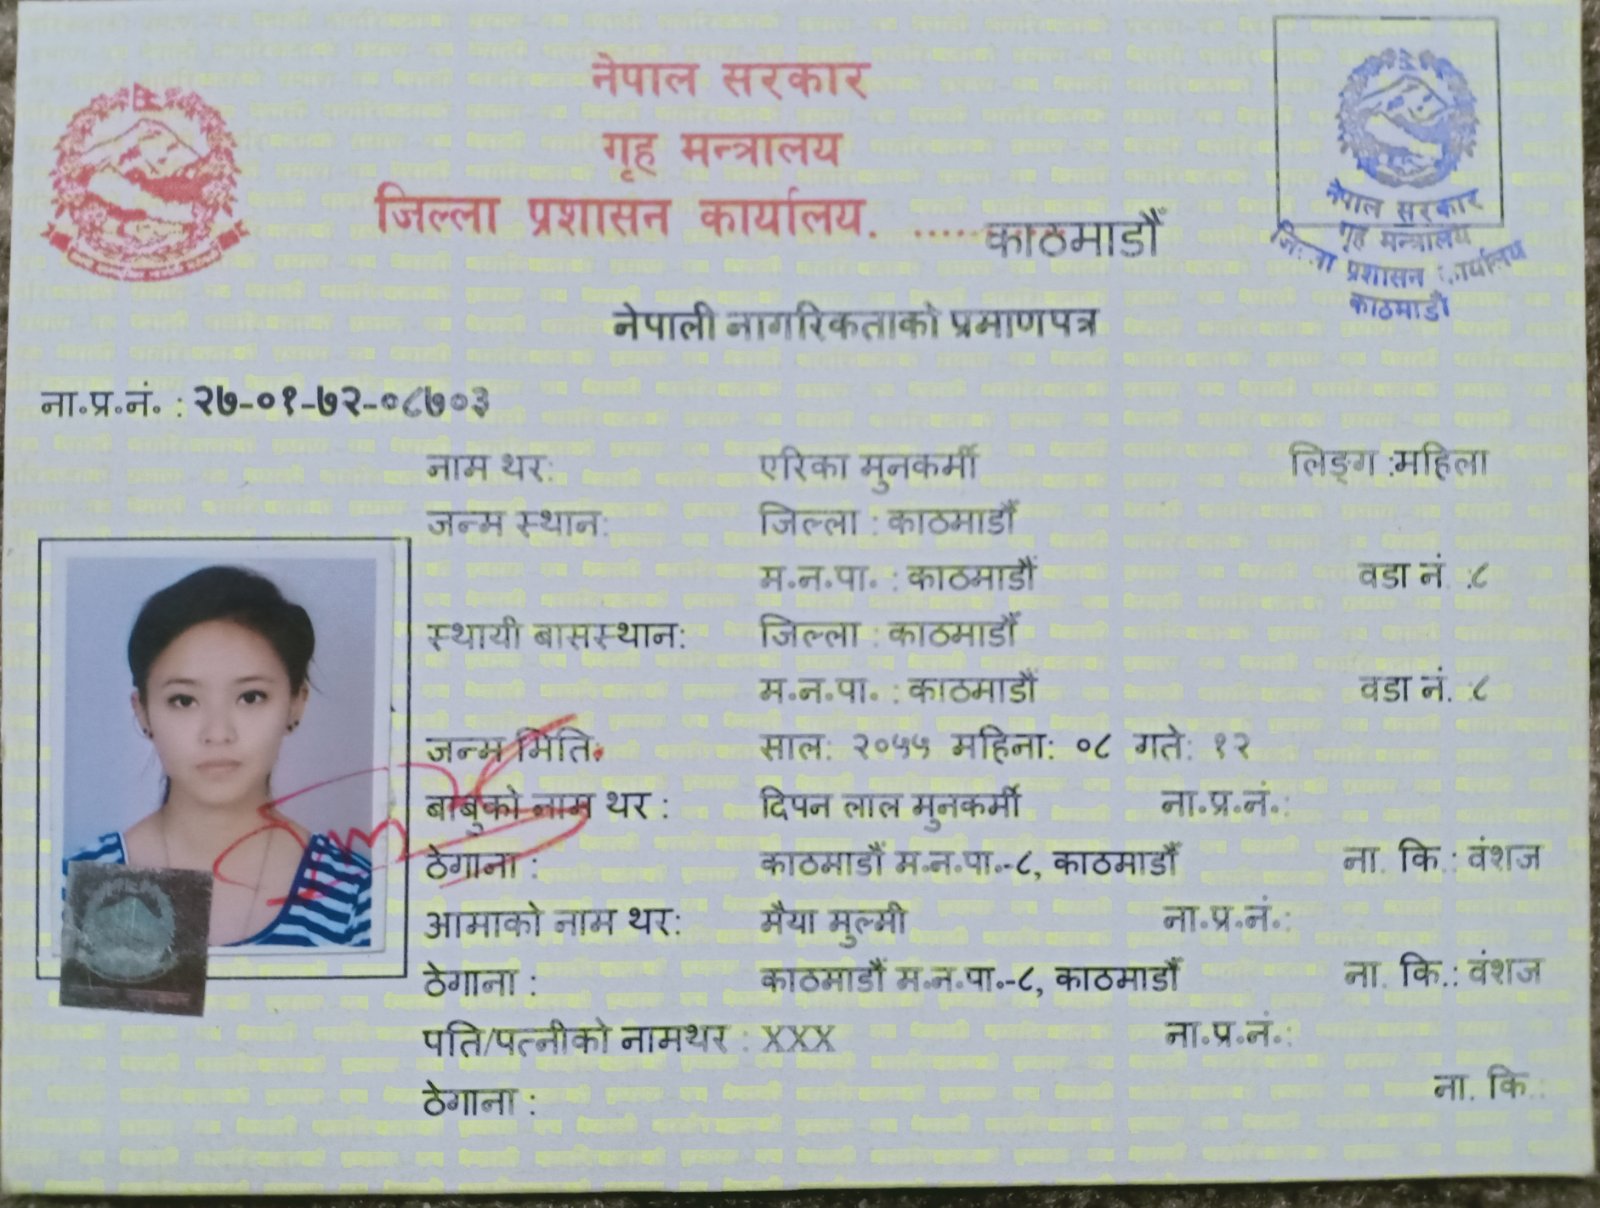 नेपाल सरकार
गृह मन्त्रालय
जिल्ला प्रशासन कार्यालय. .......... काठमाडौँ
नेपाल सरकार
गृह मन्त्रालय
प्रशासन
काठमाडौं
नेपाली नागरिकताको प्रमाणपत्र
ना.प्र.नं. : २७-०१-७२-०८७०३
नाम थर: एरिका मुनकर्मी लिङ्ग :महिला
जन्म स्थान: जिल्ला : काठमाडौँ
म.न.पा. : काठमाडौँ वडा नं. :८
स्थायी बासस्थान: जिल्ला : काठमाडौँ
म.न.पा. : काठमाडौँ वडा नं. :८
जन्म मिति: साल: २०५५ महिना: ०८ गते: १२
बाबुको नाम थर : दिपन लाल मुनकर्मी ना.प्र.नं.:
ठेगाना : काठमाडौँ म.न.पा.-८, काठमाडौँ ना. कि.: वंशज
आमाको नाम थर: मैया मुल्मी ना.प्र.नं.:
ठेगाना : काठमाडौँ म.न.पा.-८, काठमाडौँ ना. कि.: वंशज
पति/पत्नीको नामथर : XXX ना.प्र.नं.:
ठेगाना : ना. कि.: